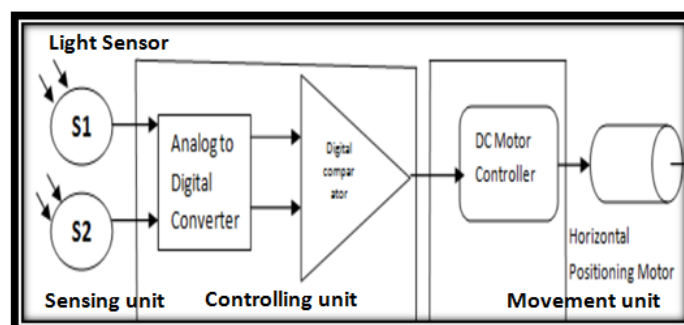 Light Sensor
S1
S2
Analog to
Digital
Converter
Digital
compar
ator
DC Motor
Controller
Horizontal
Positioning Motor
Sensing unit
Controlling unit
Movement unit